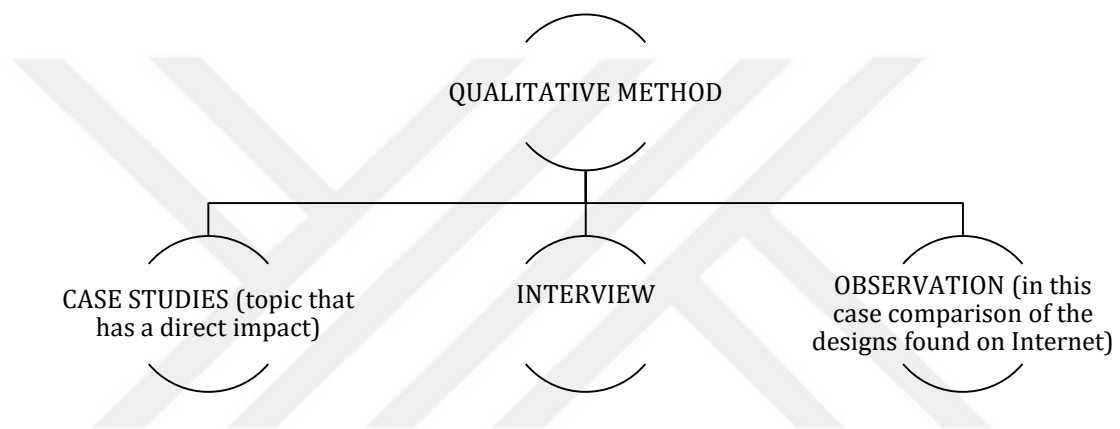 QUALITATIVE METHOD
CASE STUDIES (topic that
has a direct impact)
INTERVIEW
OBSERVATION (in this
case comparison of the
designs found on Internet)